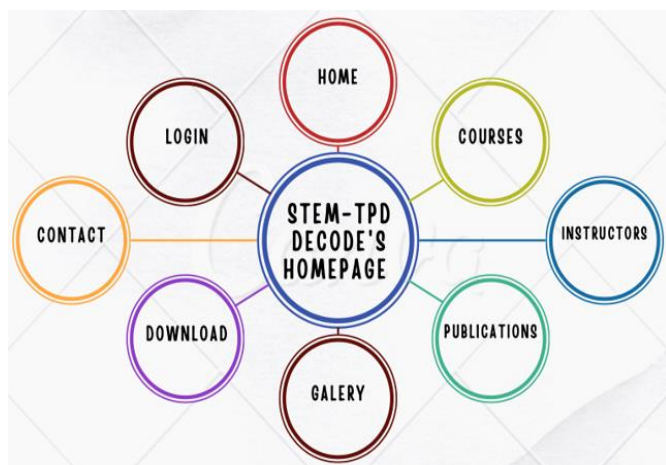 HOME
LOGIN
COURSES
STEM-TPD
DECODE'S
HOMEPAGE
CONTACT
INSTRUCTORS
DOWNLOAD
PUBLICATIONS
GALERY